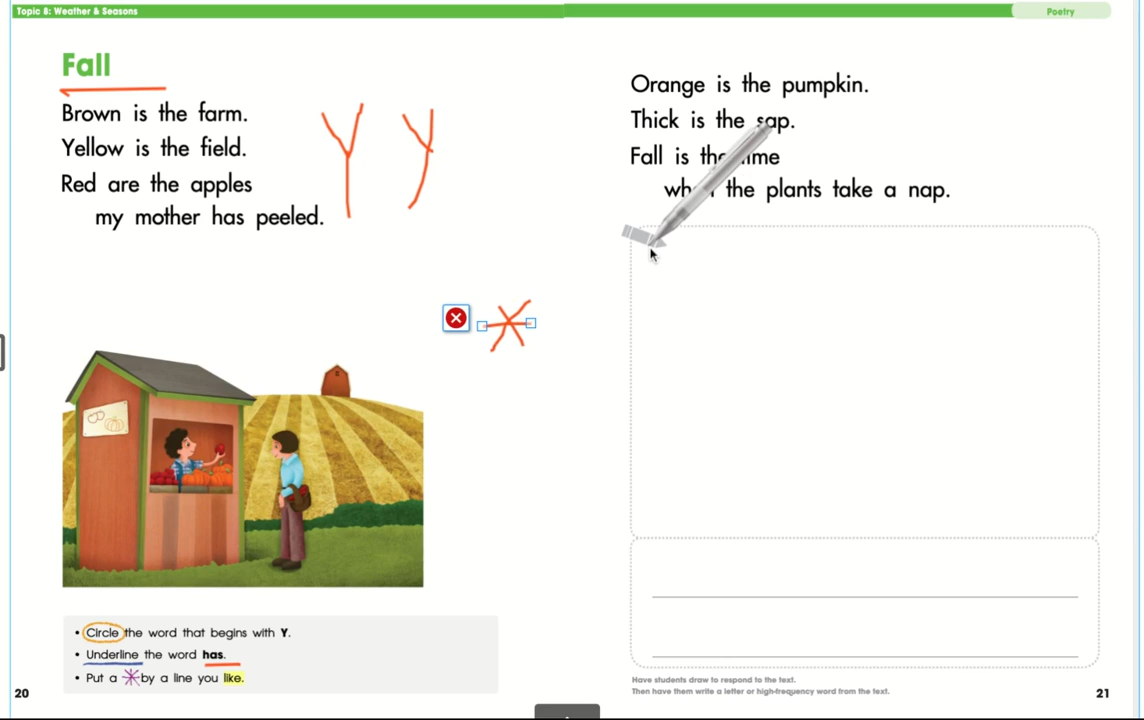 Topic 8: Weather & Seasons
Poetry
Fall
Brown is the farm.
Yellow is the field.
Red are the apples
my mother has peeled.
Y y
Orange is the pumpkin.
Thick is the sap.
Fall is the time
when the plants take a nap.
• Circle the word that begins with Y.
• Underline the word has.
• Put a by a line you like.
Have students draw to respond to the text.
Then have them write a letter or high-frequency word from the text.
20
21